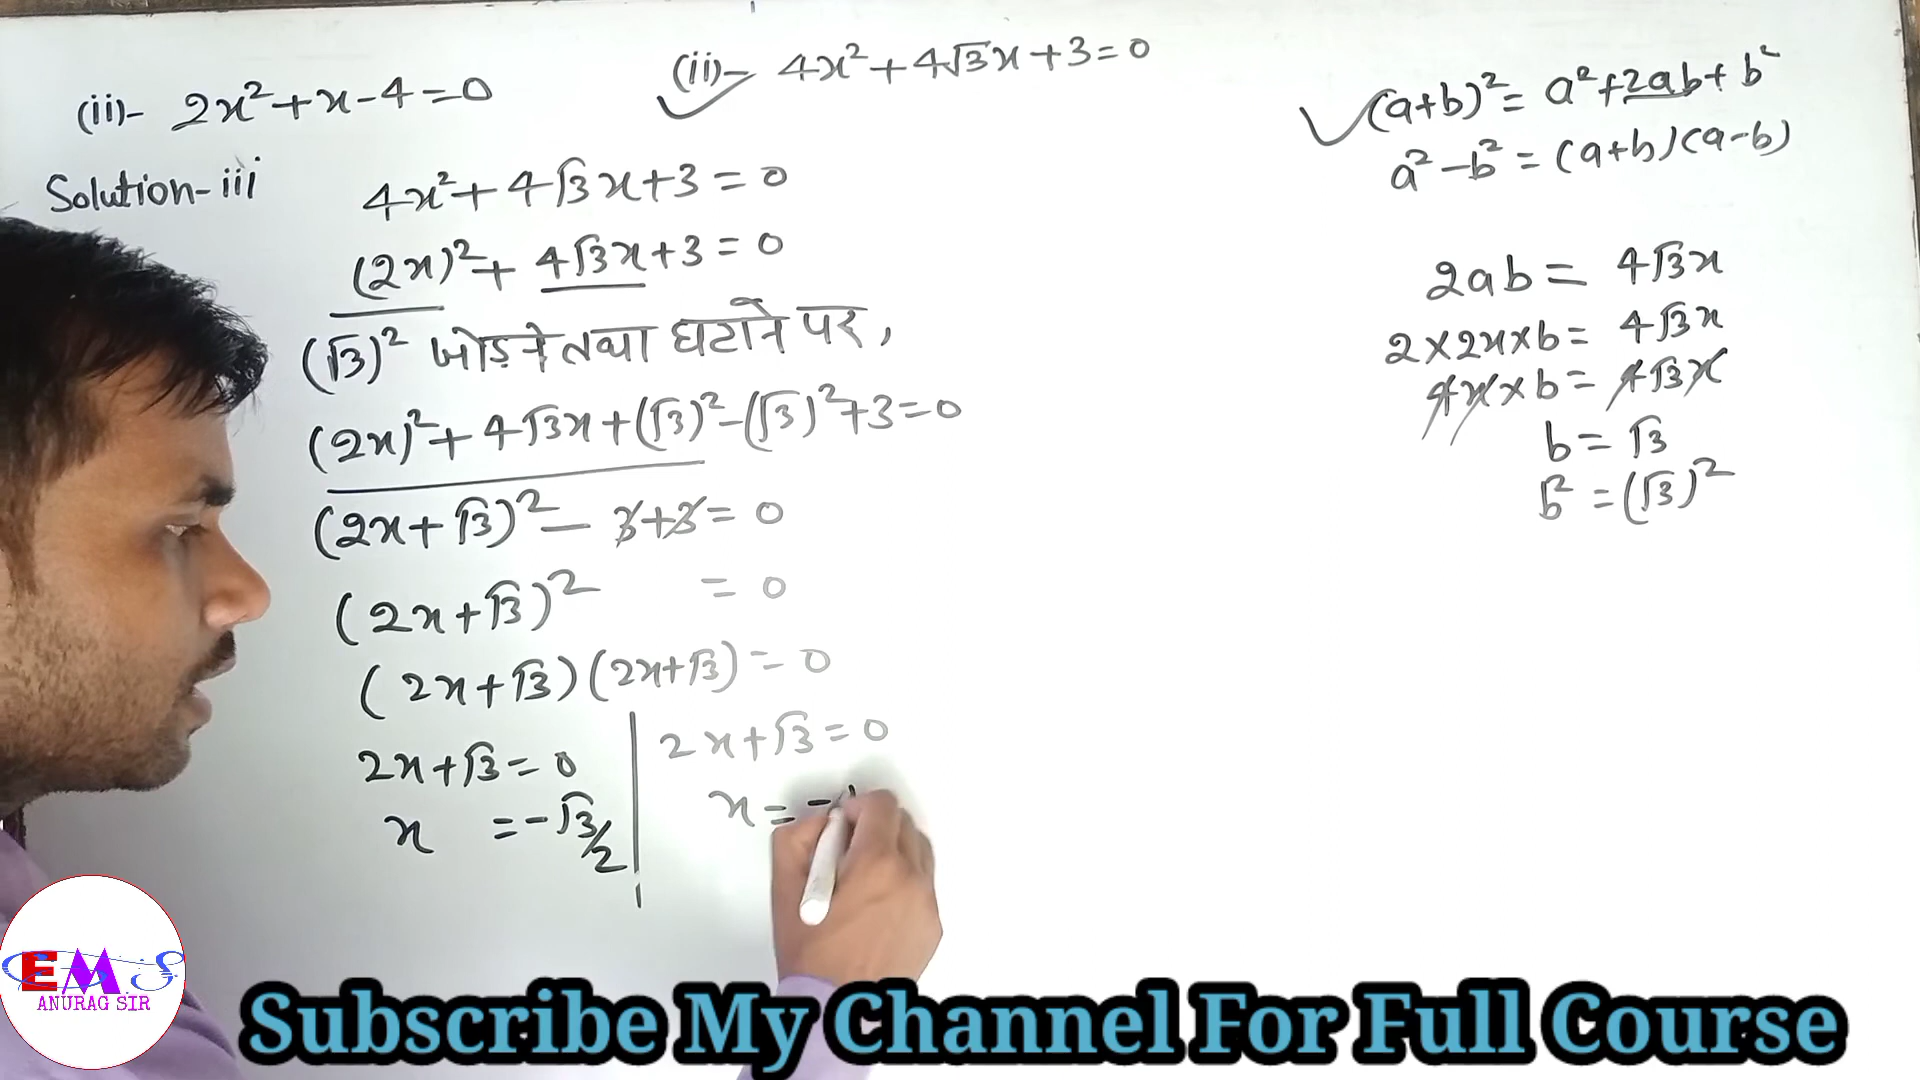 (ii)- 2x²+x-4=0
(ii)- 4x²+4√3x+3=0
Solution-iii
4x²+4√3x+3=0
(2x)²+4√3x+3=0
(√3)² जोड़ने तथा घटाने पर,
(2x)²+4√3x+(√3)²-(√3)²+3=0
(2x+√3)²-3+3=0
(2x+√3)² =0
(2x+√3)(2x+√3)=0
2x+√3=0
x =-√3/2
2x+√3=0
x=-
(a+b)²=a²+2ab+b²
a²-b²=(a+b)(a-b)
2ab=4√3x
2×2x×b=4√3x
4x×b=4√3x
b=√3
b²=(√3)²
EMS
ANURAG SIR
Subscribe My Channel For Full Course